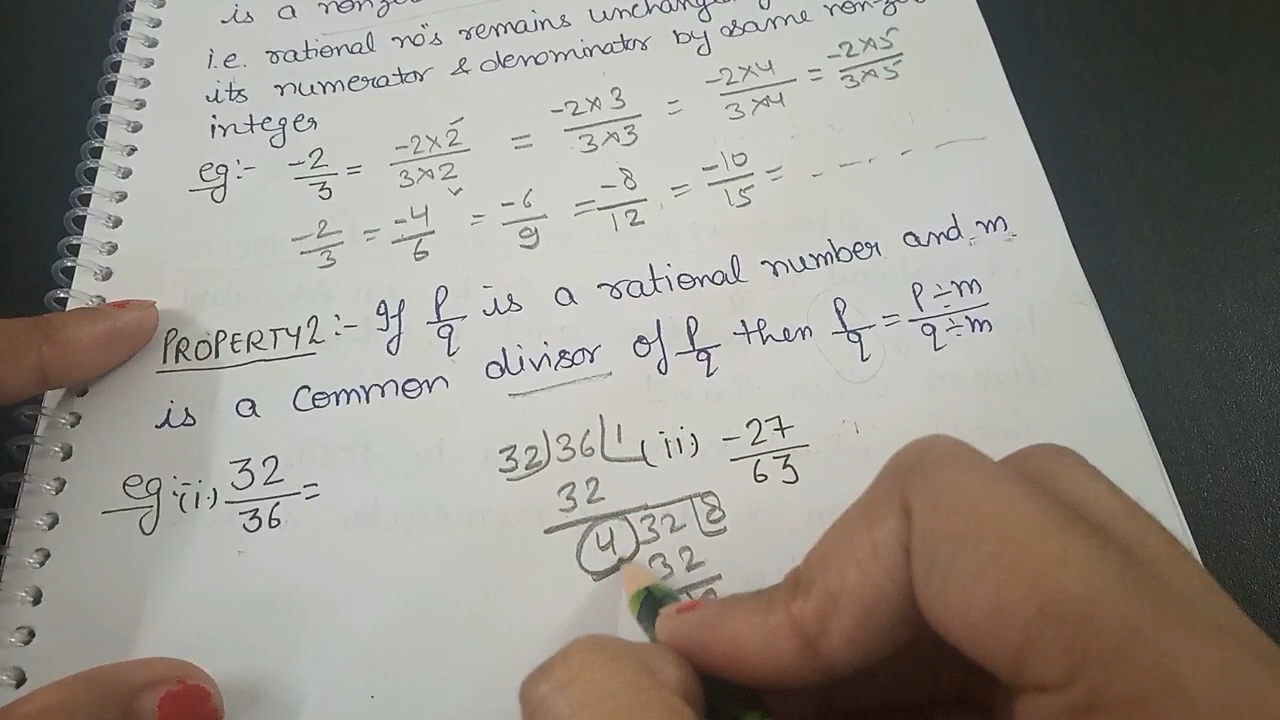 is a
i.e. rational no's remains
its numerator & denominator by same
integer
eg:- -2/3 = -2×2/3×2 = -2×3/3×3 = -2×4/3×4 = -2×5/3×5
-2/3 = -4/6 = -6/9 = -8/12 = -10/15 = - - - - -
PROPERTY 2:- If p/q is a rational number and m
is a common divisor of p/q then p/q = p÷m/q÷m
eg:-(i) 32/36 =
32)36(1
32
4)32(8
32
(ii) -27/63